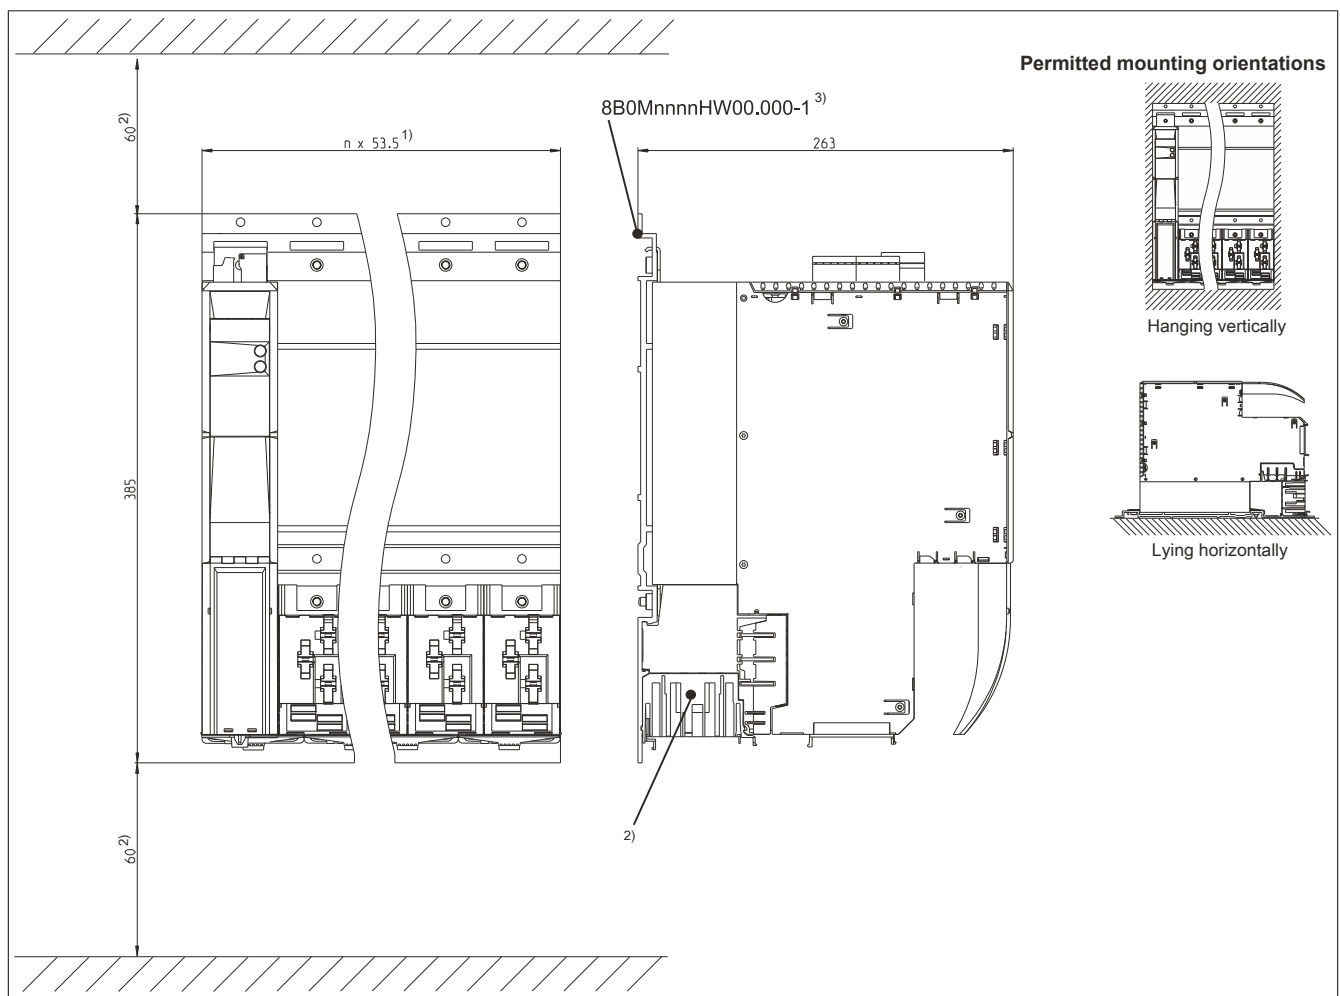 Permitted mounting orientations
8B0MnnnnHW00.000-1 3)
60 2)
n x 53.5 1)
263
Hanging vertically
385
Lying horizontally
2)
60 2)